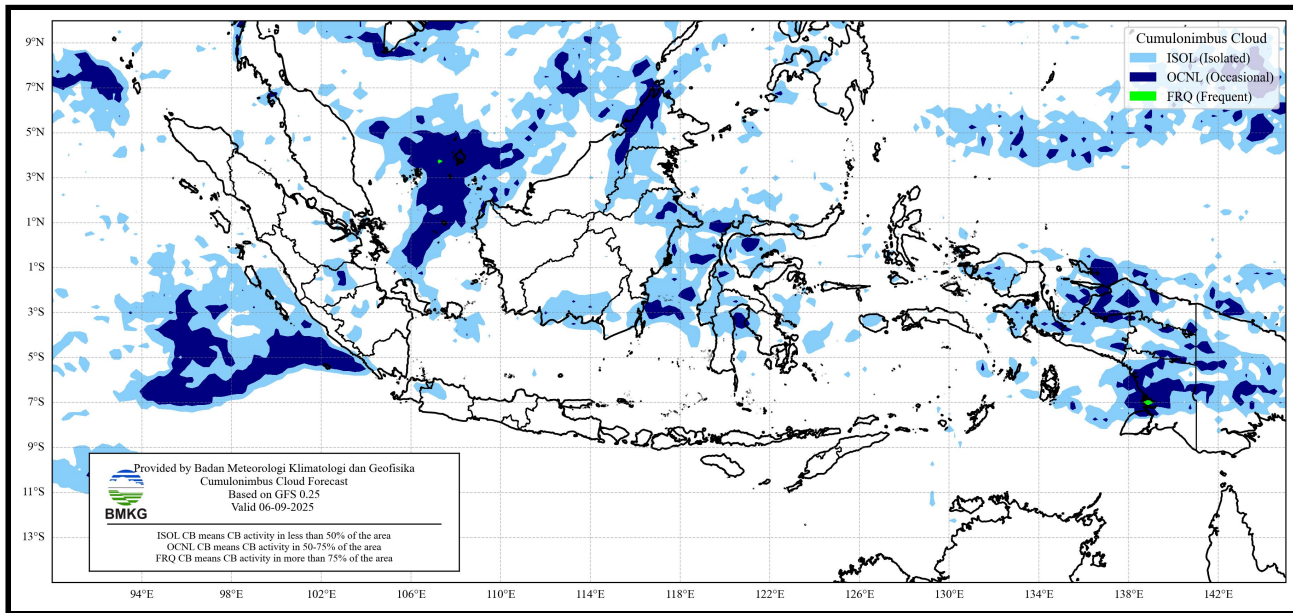 Cumulonimbus Cloud
ISOL (Isolated)
OCNL (Occasional)
FRQ (Frequent)
9°N
7°N
5°N
3°N
1°N
1°S
3°S
5°S
7°S
9°S
11°S
13°S
Provided by Badan Meteorologi Klimatologi dan Geofisika
Cumulonimbus Cloud Forecast
Based on GFS 0.25
Valid 06-09-2025
BMKG
ISOL CB means CB activity in less than 50% of the area
OCNL CB means CB activity in 50-75% of the area
FRQ CB means CB activity in more than 75% of the area
94°E 98°E 102°E 106°E 110°E 114°E 118°E 122°E 126°E 130°E 134°E 138°E 142°E